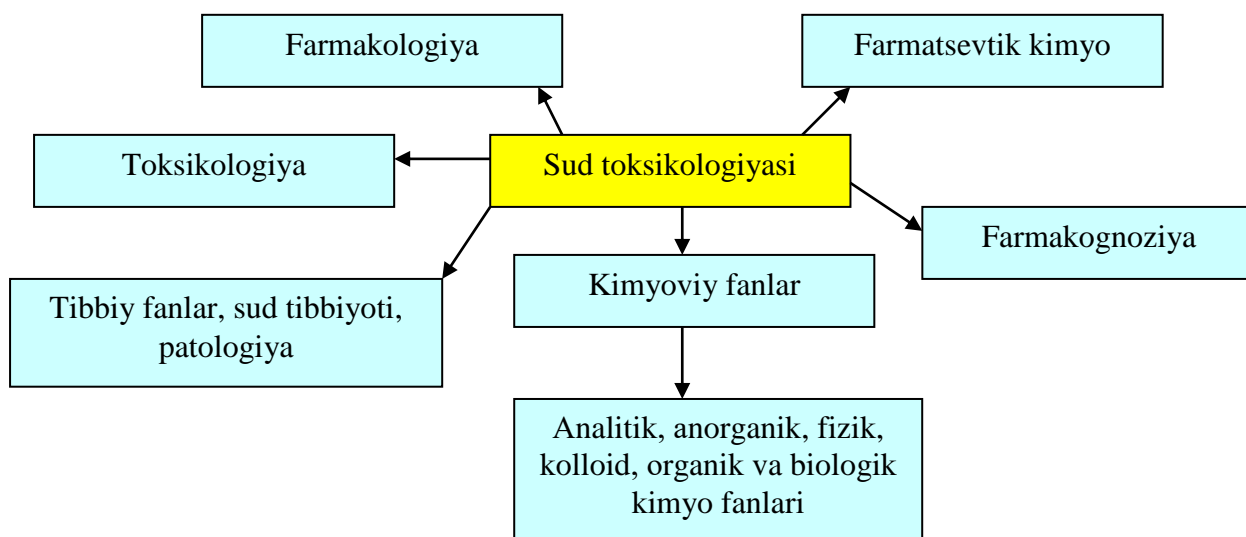 Farmakologiya
Farmatsevtik kimyo
Toksikologiya
Sud toksikologiyasi
Farmakognoziya
Kimyoviy fanlar
Tibbiy fanlar, sud tibbiyoti,
patologiya
Analitik, anorganik, fizik,
kolloid, organik va biologik
kimyo fanlari